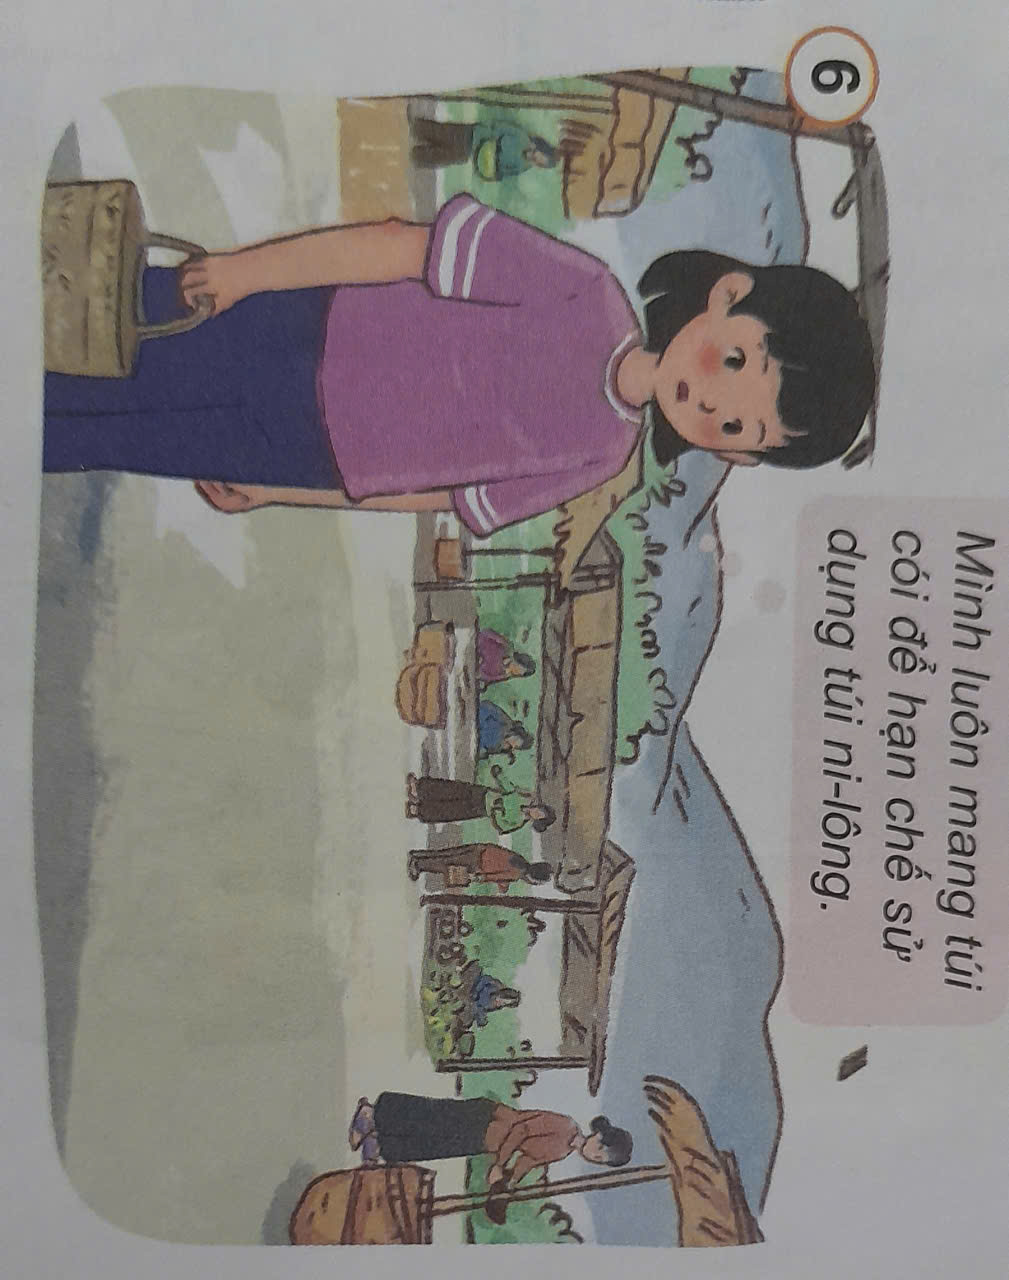 6
Mình luôn mang túi
cói để hạn chế sử
dụng túi ni-lông.